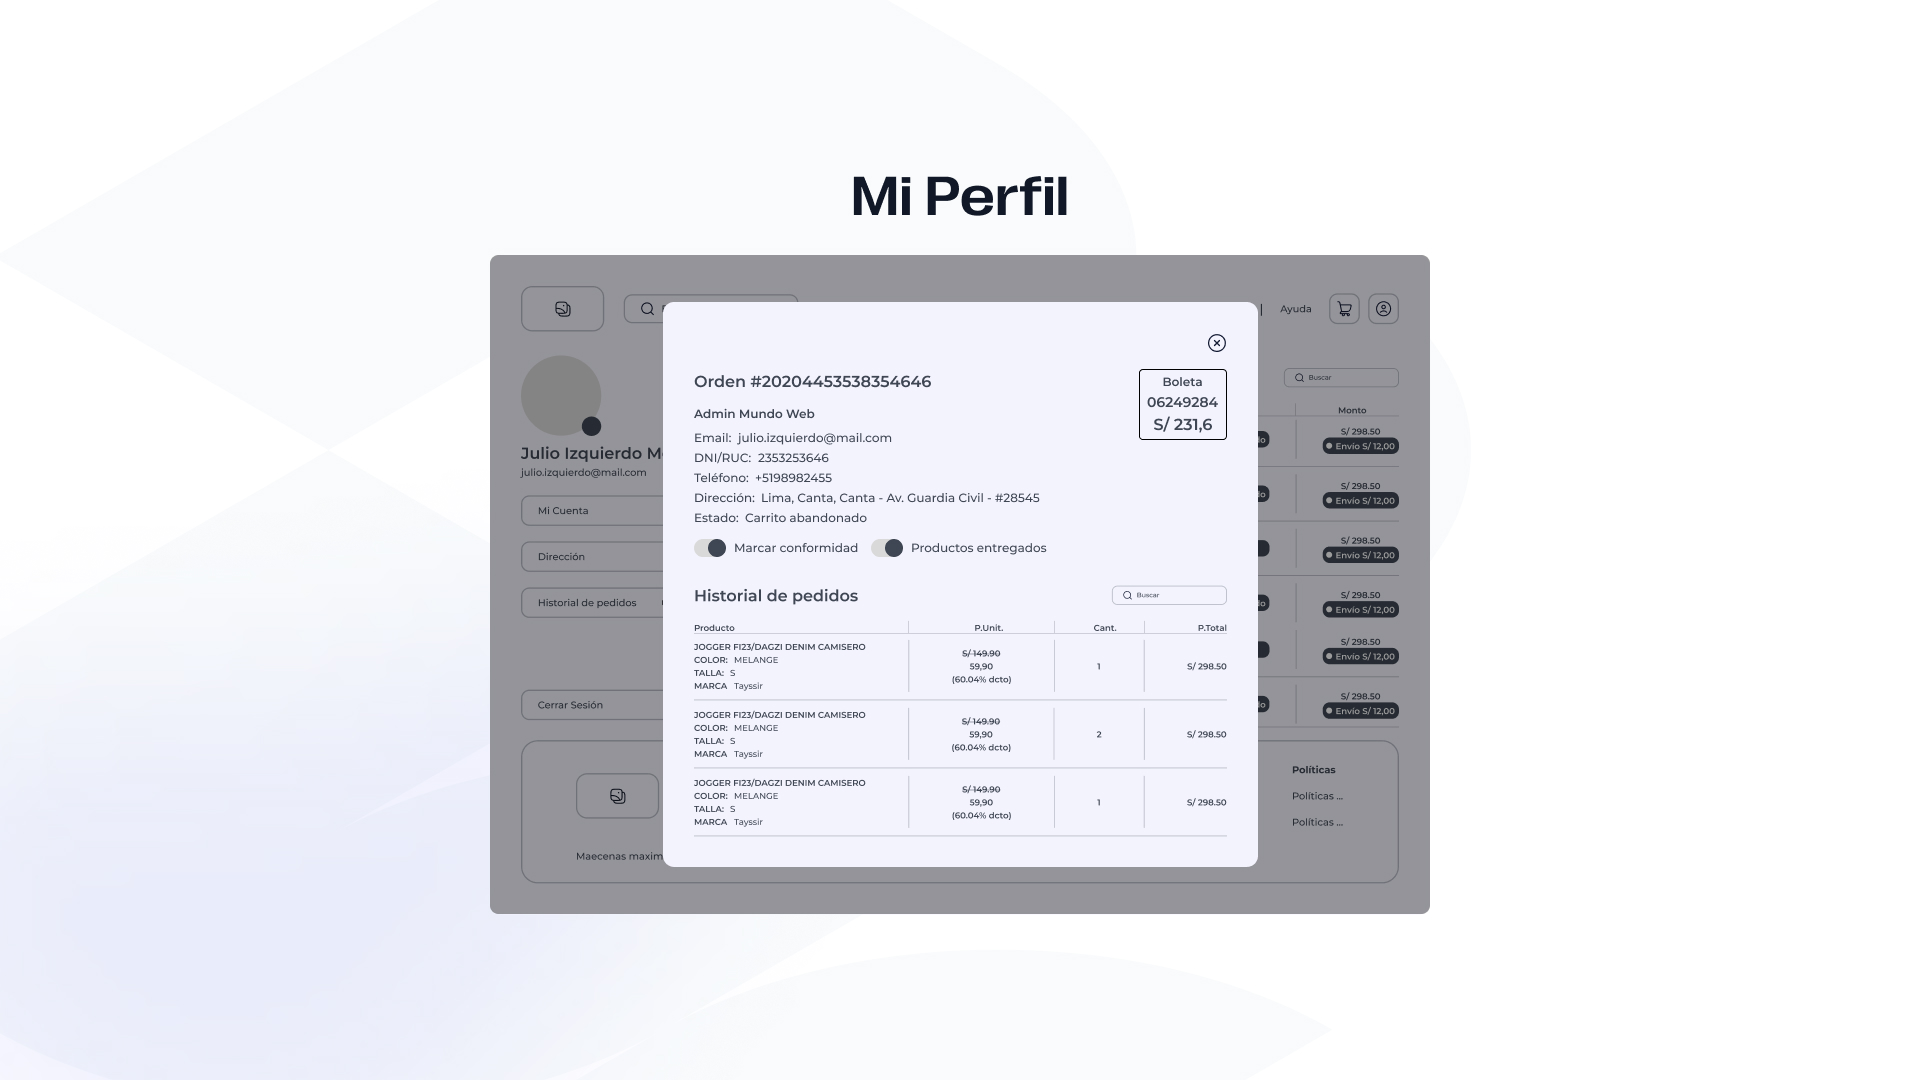 Mi Perfil
Ayuda
Buscar
Julio Izquierdo
julio.izquierdo@mail.com
Mi Cuenta
Dirección
Historial de pedidos
Cerrar Sesión
Orden #20204453538354646
Boleta
06249284
S/ 231,6
Admin Mundo Web
Email: julio.izquierdo@mail.com
DNI/RUC: 2353253646
Teléfono: +5198982455
Dirección: Lima, Canta, Canta - Av. Guardia Civil - #28545
Estado: Carrito abandonado
Marcar conformidad Productos entregados
Historial de pedidos
Buscar
Producto P.Unit. Cant. P.Total
JOGGER FI23/DAGZI DENIM CAMISERO
COLOR: MELANGE
TALLA: S
MARCA Tayssir
S/ 149.90
59,90
(60.04% dcto)
1
S/ 298.50
JOGGER FI23/DAGZI DENIM CAMISERO
COLOR: MELANGE
TALLA: S
MARCA Tayssir
S/ 149.90
59,90
(60.04% dcto)
2
S/ 298.50
JOGGER FI23/DAGZI DENIM CAMISERO
COLOR: MELANGE
TALLA: S
MARCA Tayssir
S/ 149.90
59,90
(60.04% dcto)
1
S/ 298.50
Monto
S/ 298.50
Envío S/ 12,00
S/ 298.50
Envío S/ 12,00
S/ 298.50
Envío S/ 12,00
S/ 298.50
Envío S/ 12,00
S/ 298.50
Envío S/ 12,00
S/ 298.50
Envío S/ 12,00
Maecenas
Políticas
Políticas ...
Políticas ...